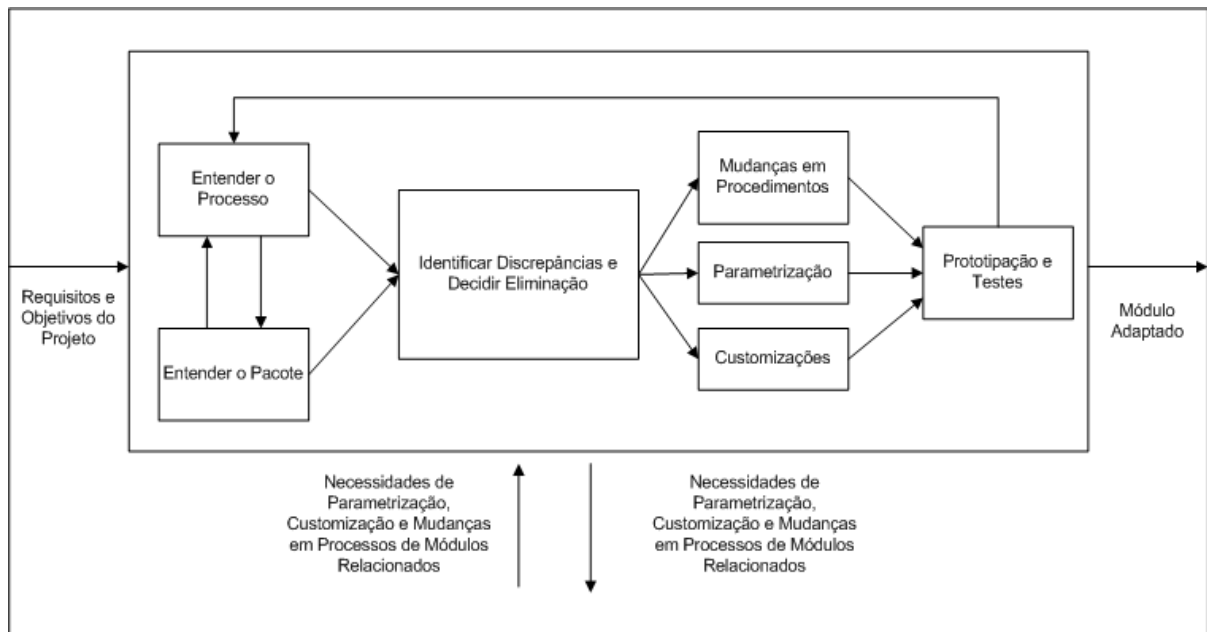 Entender o
Processo
Mudanças em
Procedimentos
Identificar Discrepâncias e
Decidir Eliminação
Parametrização
Prototipação e
Testes
Requisitos e
Objetivos do
Projeto
Módulo
Adaptado
Entender o Pacote
Customizações
Necessidades de
Parametrização,
Customização e Mudanças
em Processos de Módulos
Relacionados
Necessidades de
Parametrização,
Customização e Mudanças
em Processos de Módulos
Relacionados